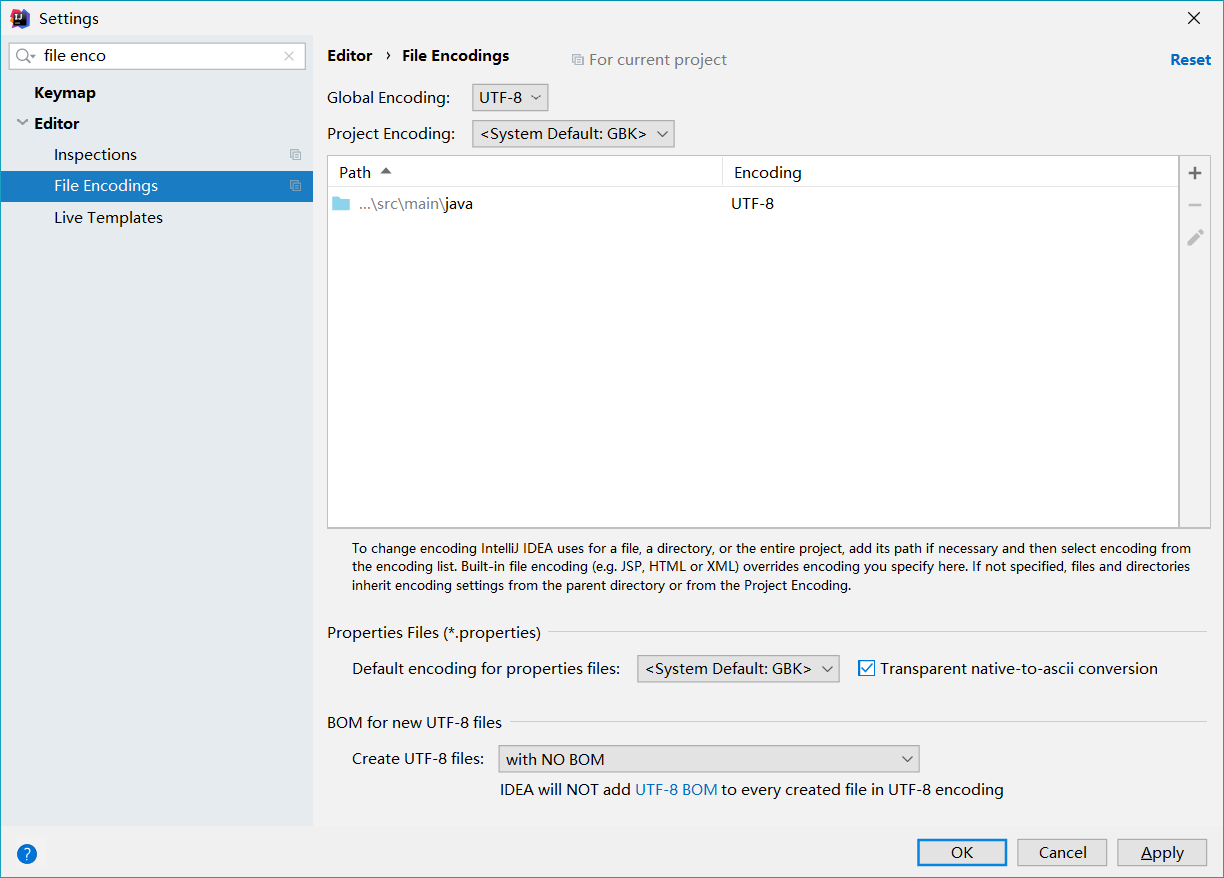 Settings
file enco
Keymap
Editor
Inspections
File Encodings
Live Templates
Editor › File Encodings
For current project
Reset
Global Encoding: UTF-8
Project Encoding: <System Default: GBK>
Path Encoding
...\src\main\java UTF-8
To change encoding IntelliJ IDEA uses for a file, a directory, or the entire project, add its path if necessary and then select encoding from
the encoding list. Built-in file encoding (e.g. JSP, HTML or XML) overrides encoding you specify here. If not specified, files and directories
inherit encoding settings from the parent directory or from the Project Encoding.
Properties Files (*.properties)
Default encoding for properties files: <System Default: GBK> Transparent native-to-ascii conversion
BOM for new UTF-8 files
Create UTF-8 files: with NO BOM
IDEA will NOT add UTF-8 BOM to every created file in UTF-8 encoding
?
OK
Cancel
Apply